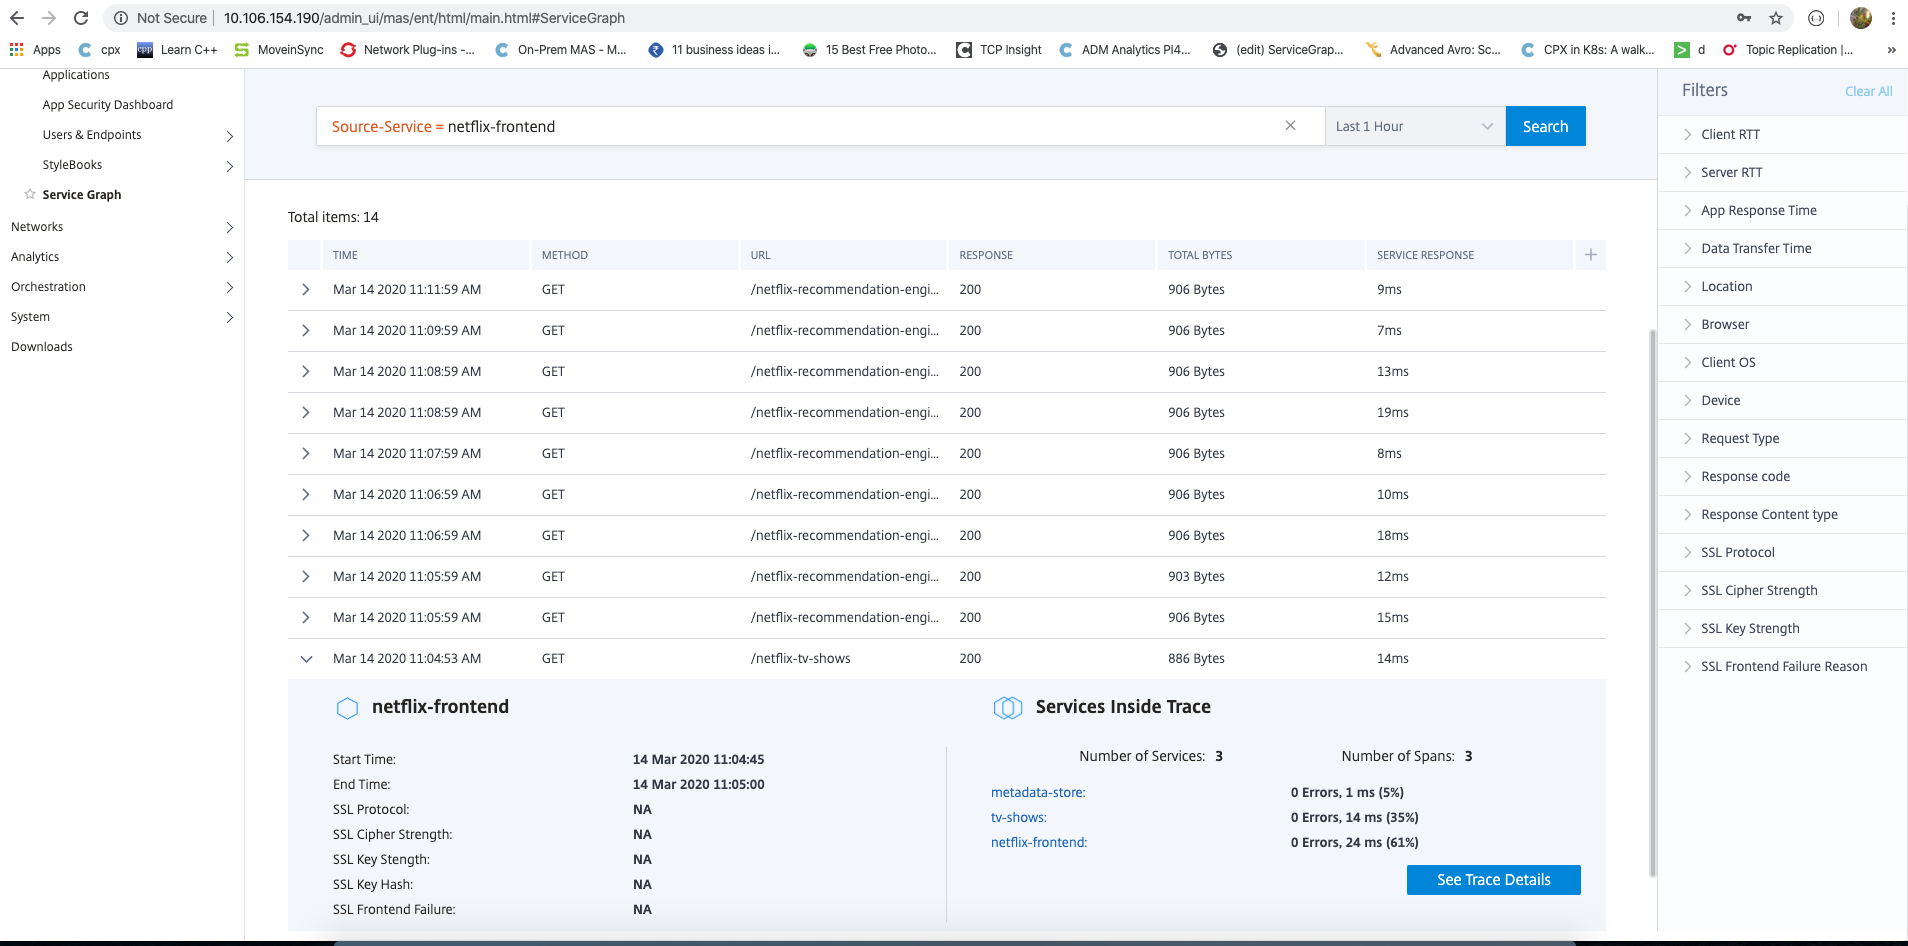 Not Secure | 10.106.154.190/admin_ui/mas/ent/html/main.html#ServiceGraph
Apps cpx cpp Learn C++ MoveinSync Network Plug-ins -... On-Prem MAS - M... 11 business ideas i... 15 Best Free Photo... TCP Insight ADM Analytics PI4... (edit) ServiceGrap... Advanced Avro: Sc... CPX in K8s: A walk... d Topic Replication |... »
Applications
App Security Dashboard
Users & Endpoints
StyleBooks
Service Graph
Networks
Analytics
Orchestration
System
Downloads
Source-Service = netflix-frontend
Last 1 Hour
Search
Total items: 14
TIME METHOD URL RESPONSE TOTAL BYTES SERVICE RESPONSE
Mar 14 2020 11:11:59 AM GET /netflix-recommendation-engi... 200 906 Bytes 9ms
Mar 14 2020 11:09:59 AM GET /netflix-recommendation-engi... 200 906 Bytes 7ms
Mar 14 2020 11:08:59 AM GET /netflix-recommendation-engi... 200 906 Bytes 13ms
Mar 14 2020 11:08:59 AM GET /netflix-recommendation-engi... 200 906 Bytes 19ms
Mar 14 2020 11:07:59 AM GET /netflix-recommendation-engi... 200 906 Bytes 8ms
Mar 14 2020 11:06:59 AM GET /netflix-recommendation-engi... 200 906 Bytes 10ms
Mar 14 2020 11:06:59 AM GET /netflix-recommendation-engi... 200 906 Bytes 18ms
Mar 14 2020 11:05:59 AM GET /netflix-recommendation-engi... 200 903 Bytes 12ms
Mar 14 2020 11:05:59 AM GET /netflix-recommendation-engi... 200 906 Bytes 15ms
Mar 14 2020 11:04:53 AM GET /netflix-tv-shows 200 886 Bytes 14ms
netflix-frontend
Start Time: 14 Mar 2020 11:04:45
End Time: 14 Mar 2020 11:05:00
SSL Protocol: NA
SSL Cipher Strength: NA
SSL Key Stength: NA
SSL Key Hash: NA
SSL Frontend Failure: NA
Services Inside Trace
Number of Services: 3 Number of Spans: 3
metadata-store: 0 Errors, 1 ms (5%)
tv-shows: 0 Errors, 14 ms (35%)
netflix-frontend: 0 Errors, 24 ms (61%)
See Trace Details
Filters Clear All
Client RTT
Server RTT
App Response Time
Data Transfer Time
Location
Browser
Client OS
Device
Request Type
Response code
Response Content type
SSL Protocol
SSL Cipher Strength
SSL Key Strength
SSL Frontend Failure Reason